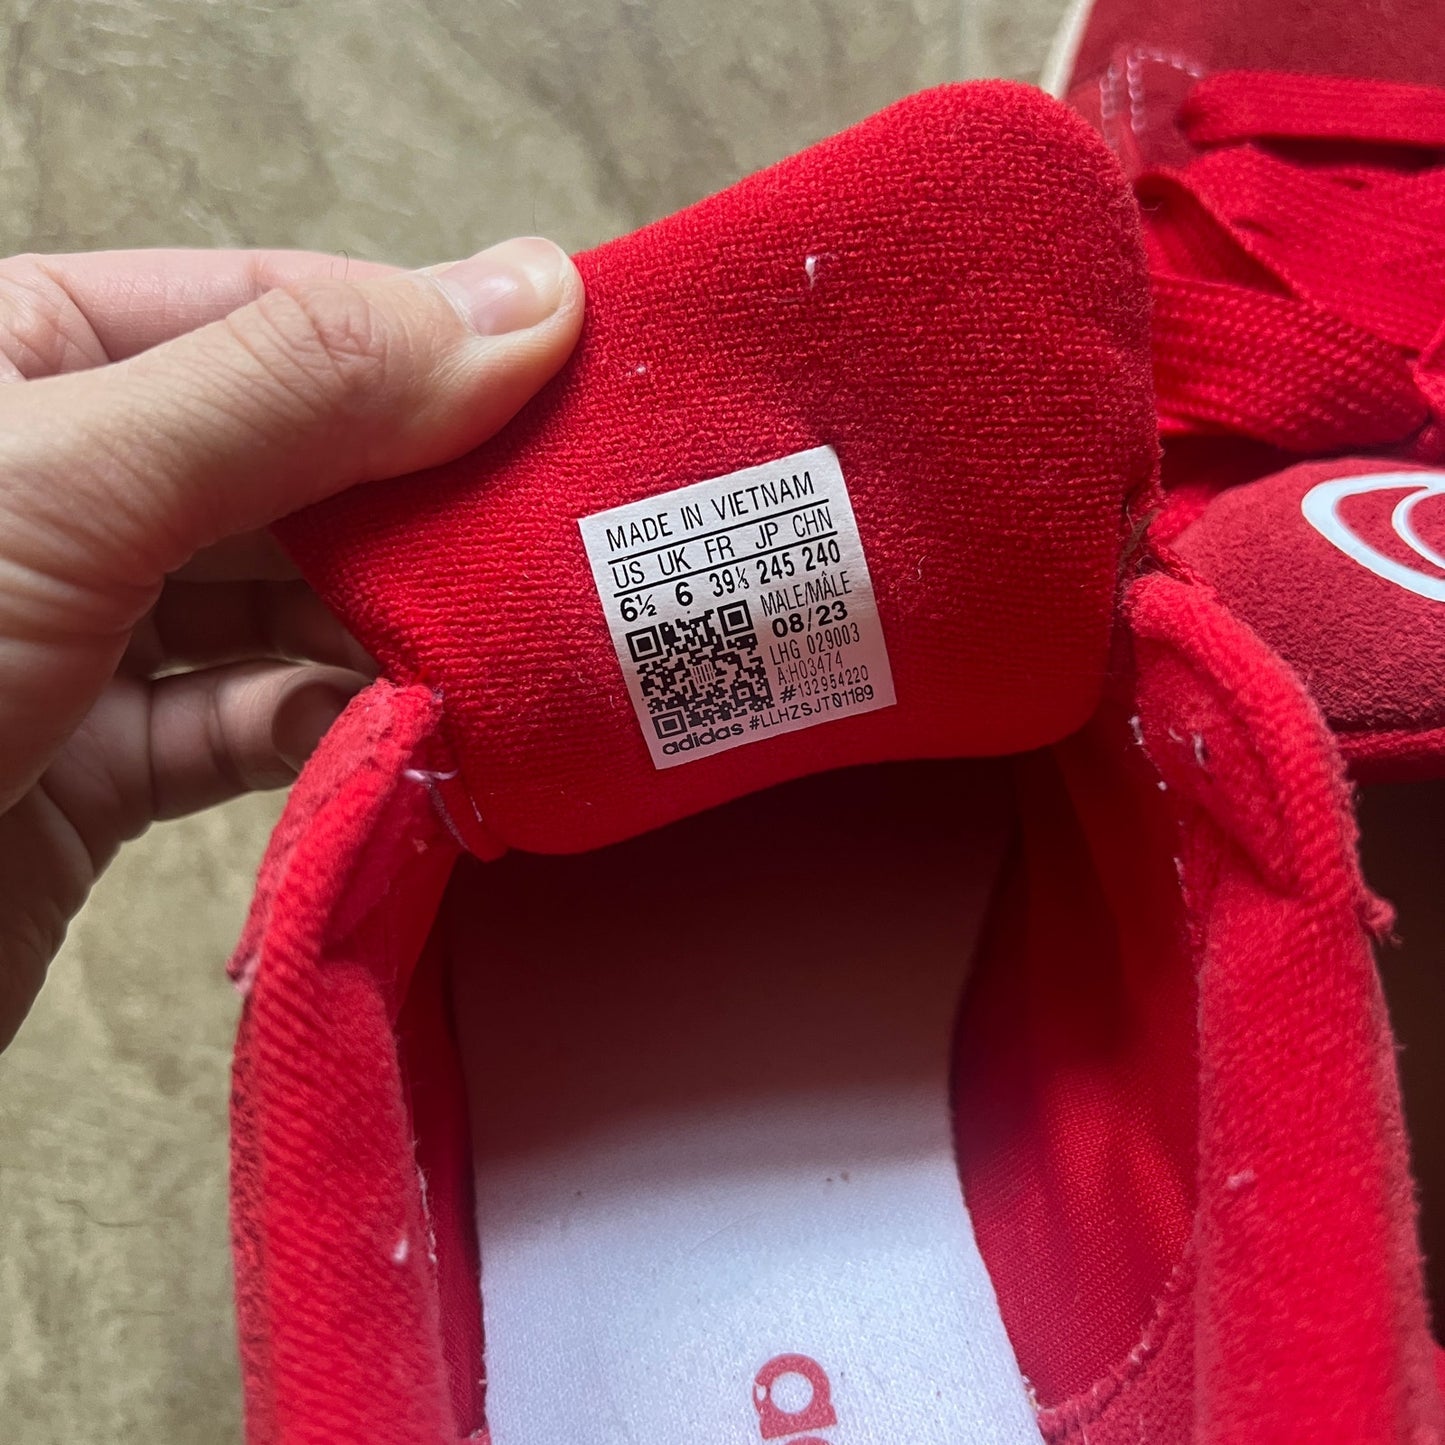 MADE IN VIETNAM
US UK FR JP CHN
6½ 6 39⅓ 245 240
MALE/MÂLE
08/23
LHG 029003
A:H03474
#132954220
adidas #LLHZSJT01189